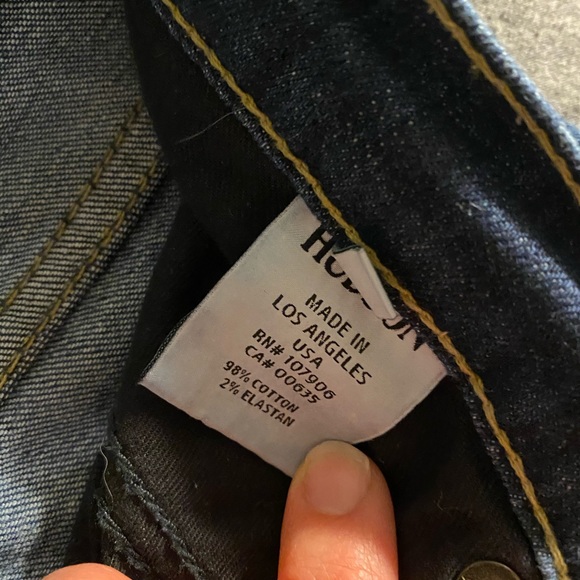 MADE IN
LOS ANGELES
USA
RN# 107906
CA# 00635
98% COTTON
2% ELASTAN